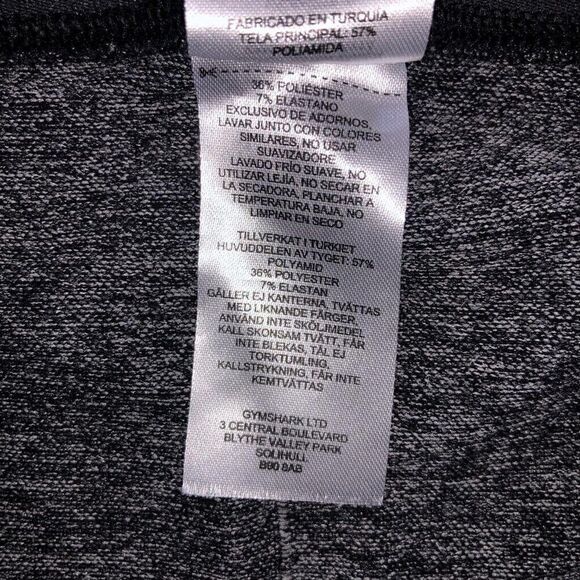 FABRICADO EN TURQUÍA
TELA PRINCIPAL: 57%
POLIAMIDA
36% POLIÉSTER
7% ELASTANO
EXCLUSIVO DE ADORNOS,
LAVAR JUNTO CON COLORES
SIMILARES, NO USAR
SUAVIZADORE
LAVADO FRÍO SUAVE, NO
UTILIZAR LEJÍA, NO SECAR EN
LA SECADORA, PLANCHAR A
TEMPERATURA BAJA, NO
LIMPIAR EN SECO
TILLVERKAT I TURKIET
HUVUDDELEN AV TYGET: 57%
POLYAMID
36% POLYESTER
7% ELASTAN
GÄLLER EJ KANTERNA, TVÄTTAS
MED LIKNANDE FÄRGER
ANVÄND INTE SKÖLJMEDEL
KALL SKONSAM TVÄTT, FÅR
INTE BLEKAS, TÅL EJ
TORKTUMLING,
KALLSTRYKNING, FÅR INTE
KEMTVÄTTAS
GYMSHARK LTD
3 CENTRAL BOULEVARD
BLYTHE VALLEY PARK
SOLIHULL
B90 8AB